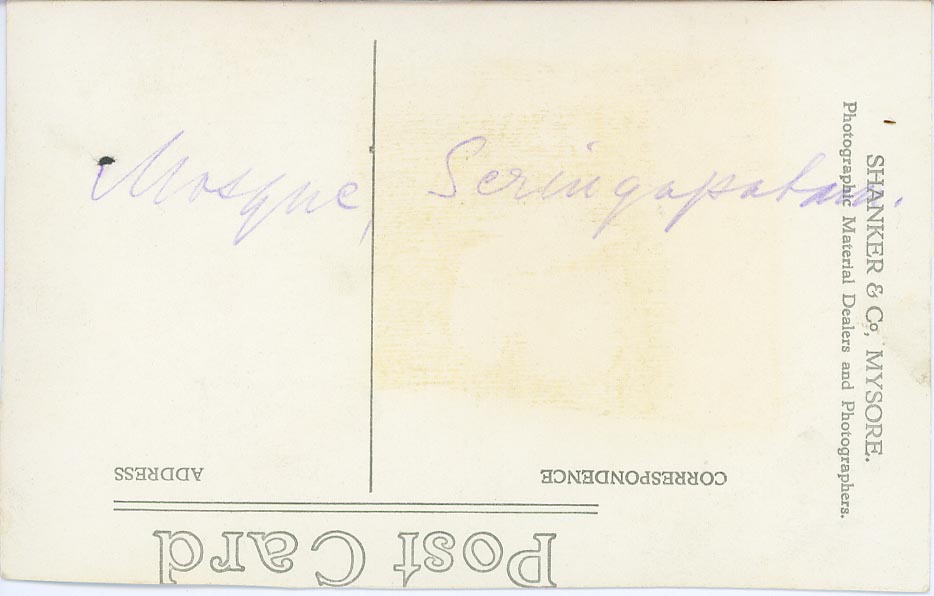 Mosque, Seringapatam.
SHANKER & Co, MYSORE.
Photographic Material Dealers and Photographers.
Post Card
CORRESPONDENCE
ADDRESS